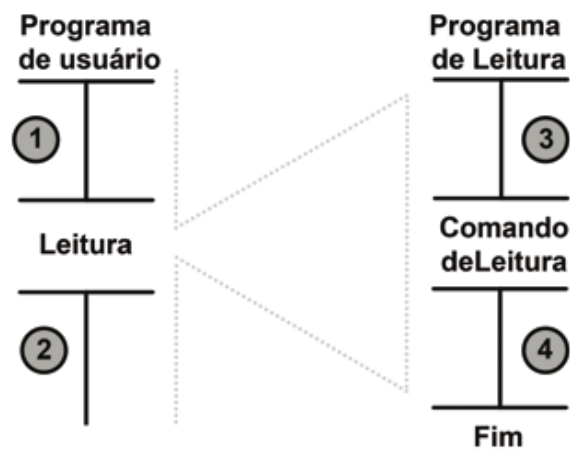 Programa
de usuário
1
Leitura
2
Programa
de Leitura
3
Comando
deLeitura
4
Fim